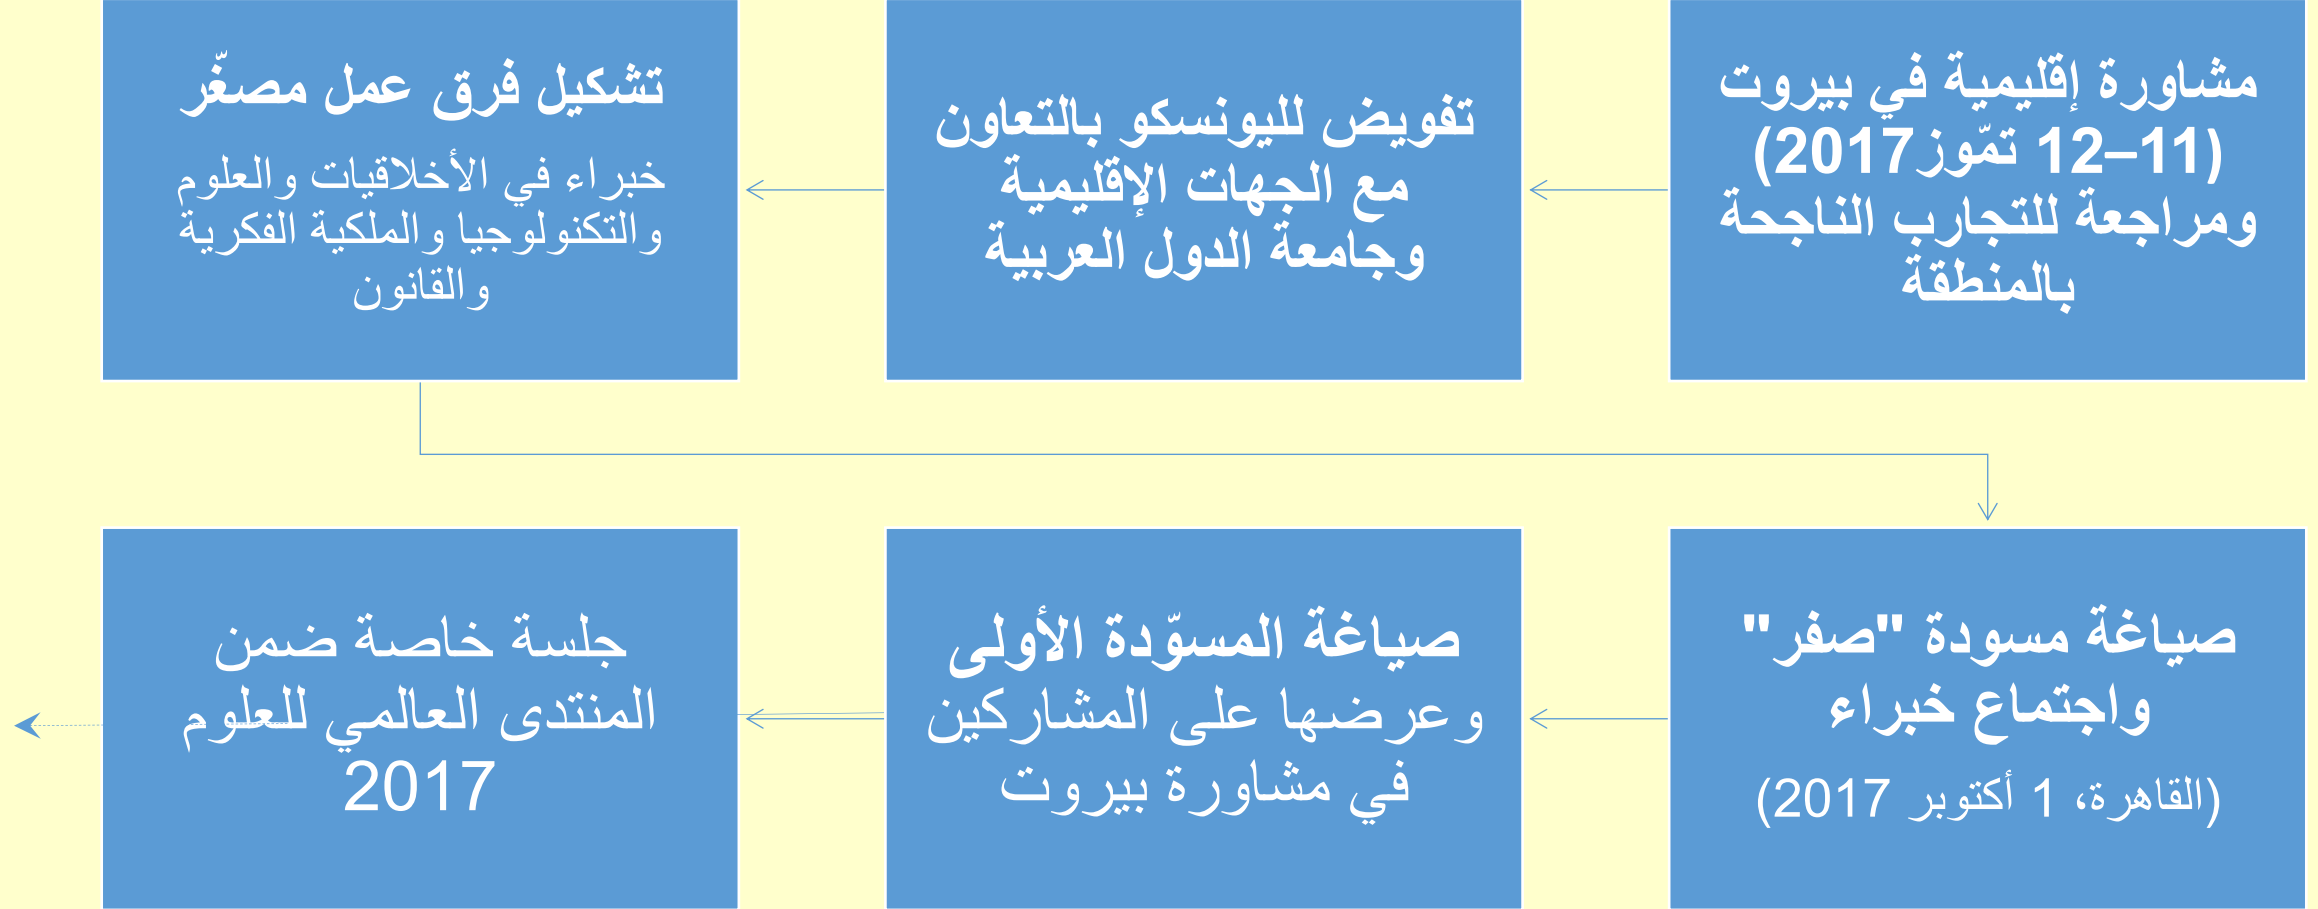 مشاورة إقليمية في بيروت
(11–12 تمّوز2017)
ومراجعة للتجارب الناجحة
بالمنطقة
تفويض لليونسكو بالتعاون
مع الجهات الإقليمية
وجامعة الدول العربية
تشكيل فرق عمل مصغّر
خبراء في الأخلاقيات والعلوم
والتكنولوجيا والملكية الفكرية
والقانون
صياغة مسودة "صفر"
واجتماع خبراء
(القاهرة، 1 أكتوبر 2017)
صياغة المسوّدة الأولى
وعرضها على المشاركين
في مشاورة بيروت
جلسة خاصة ضمن
المنتدى العالمي للعلوم
2017